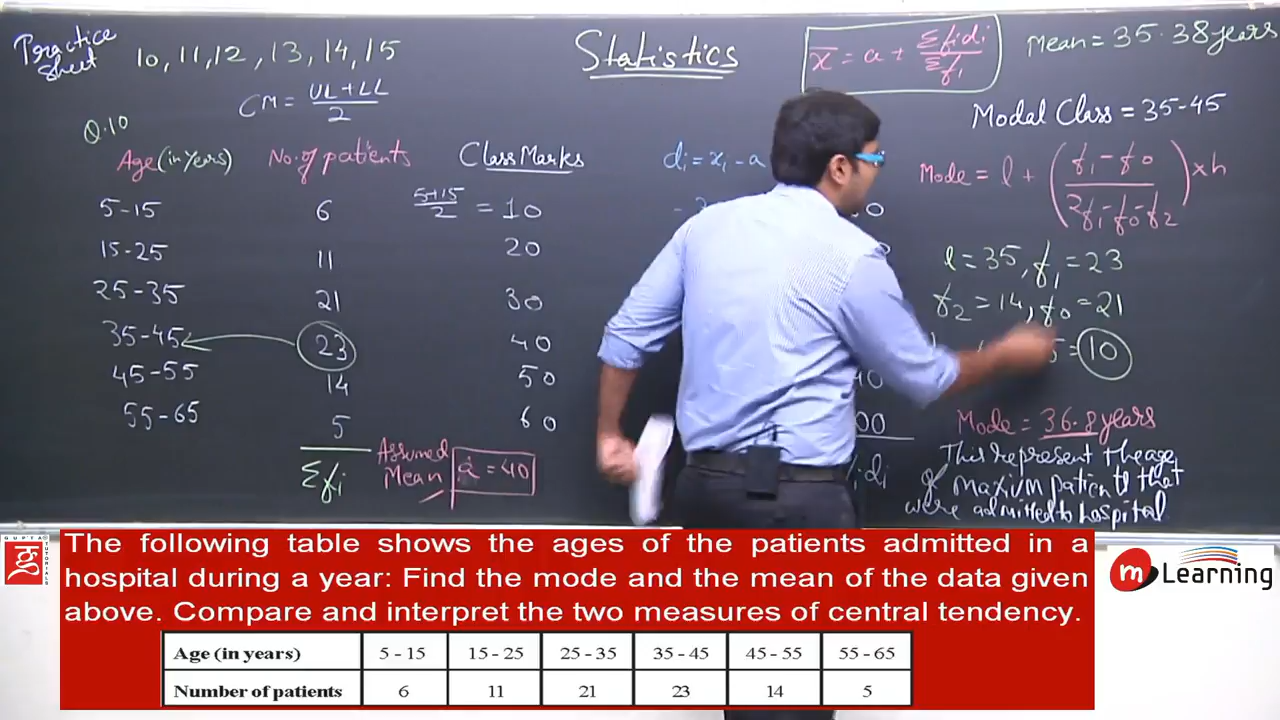 Practice Sheet
10, 11, 12, 13, 14, 15
Statistics
x̄ = a + Σfidi / Σfi
Mean = 35.38 years
CM = UL + LL / 2
Modal Class = 35-45
Q.10
Age (in years) No. of patients Class Marks di = xi - a
Mode = l + (f1 - f0 / 2f1 - f0 - f2) × h
5-15 6 5+15 / 2 = 10
15-25 11 20
25-35 21 30
35-45 23 40
45-55 14 50
55-65 5 60
Σfi
Assumed Mean a = 40
l = 35, f1 = 23
f2 = 14, f0 = 21
= 10
Mode = 36.8 years
This represent the age
of maxium patient that
were admitted to hospital
GUPTA TUTORIALS
The following table shows the ages of the patients admitted in a
hospital during a year: Find the mode and the mean of the data given
above. Compare and interpret the two measures of central tendency.
Age (in years) 5 - 15 15 - 25 25 - 35 35 - 45 45 - 55 55 - 65
Number of patients 6 11 21 23 14 5
m Learning